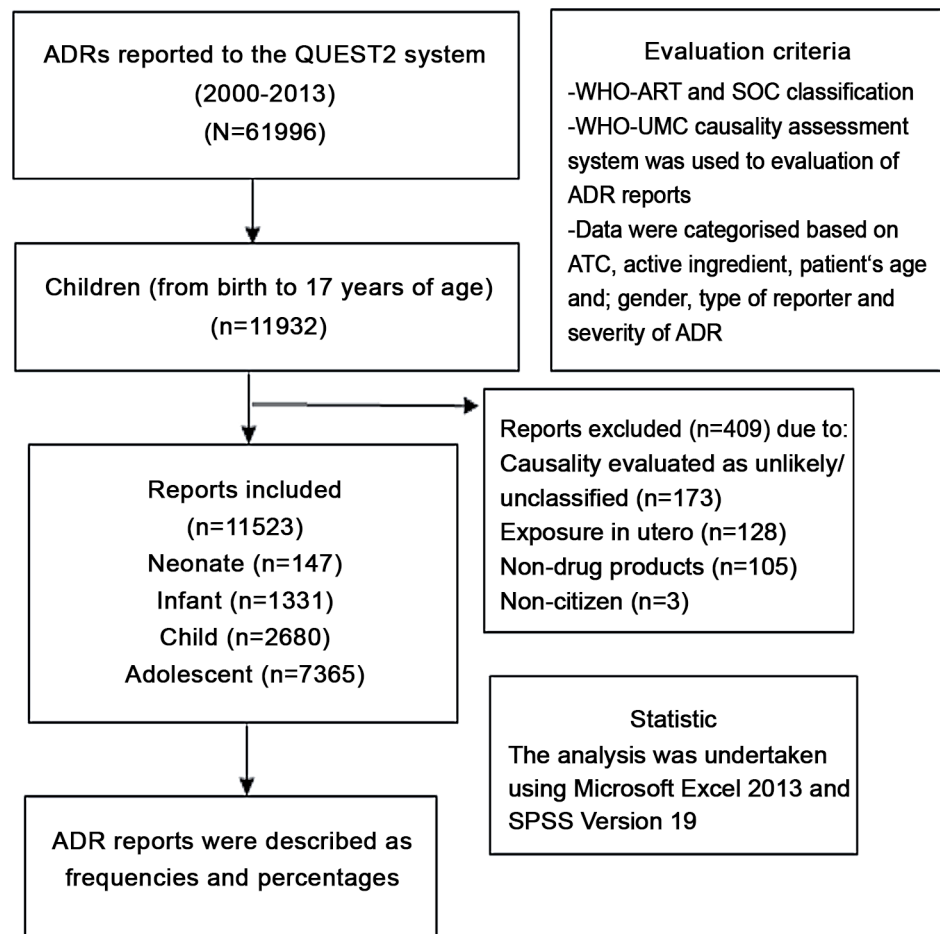 ADRs reported to the QUEST2 system
(2000-2013)
(N=61996)
Evaluation criteria
-WHO-ART and SOC classification
-WHO-UMC causality assessment
system was used to evaluation of
ADR reports
-Data were categorised based on
ATC, active ingredient, patient‘s age
and; gender, type of reporter and
severity of ADR
Children (from birth to 17 years of age)
(n=11932)
Reports excluded (n=409) due to:
Causality evaluated as unlikely/
unclassified (n=173)
Exposure in utero (n=128)
Non-drug products (n=105)
Non-citizen (n=3)
Reports included
(n=11523)
Neonate (n=147)
Infant (n=1331)
Child (n=2680)
Adolescent (n=7365)
Statistic
The analysis was undertaken
using Microsoft Excel 2013 and
SPSS Version 19
ADR reports were described as
frequencies and percentages